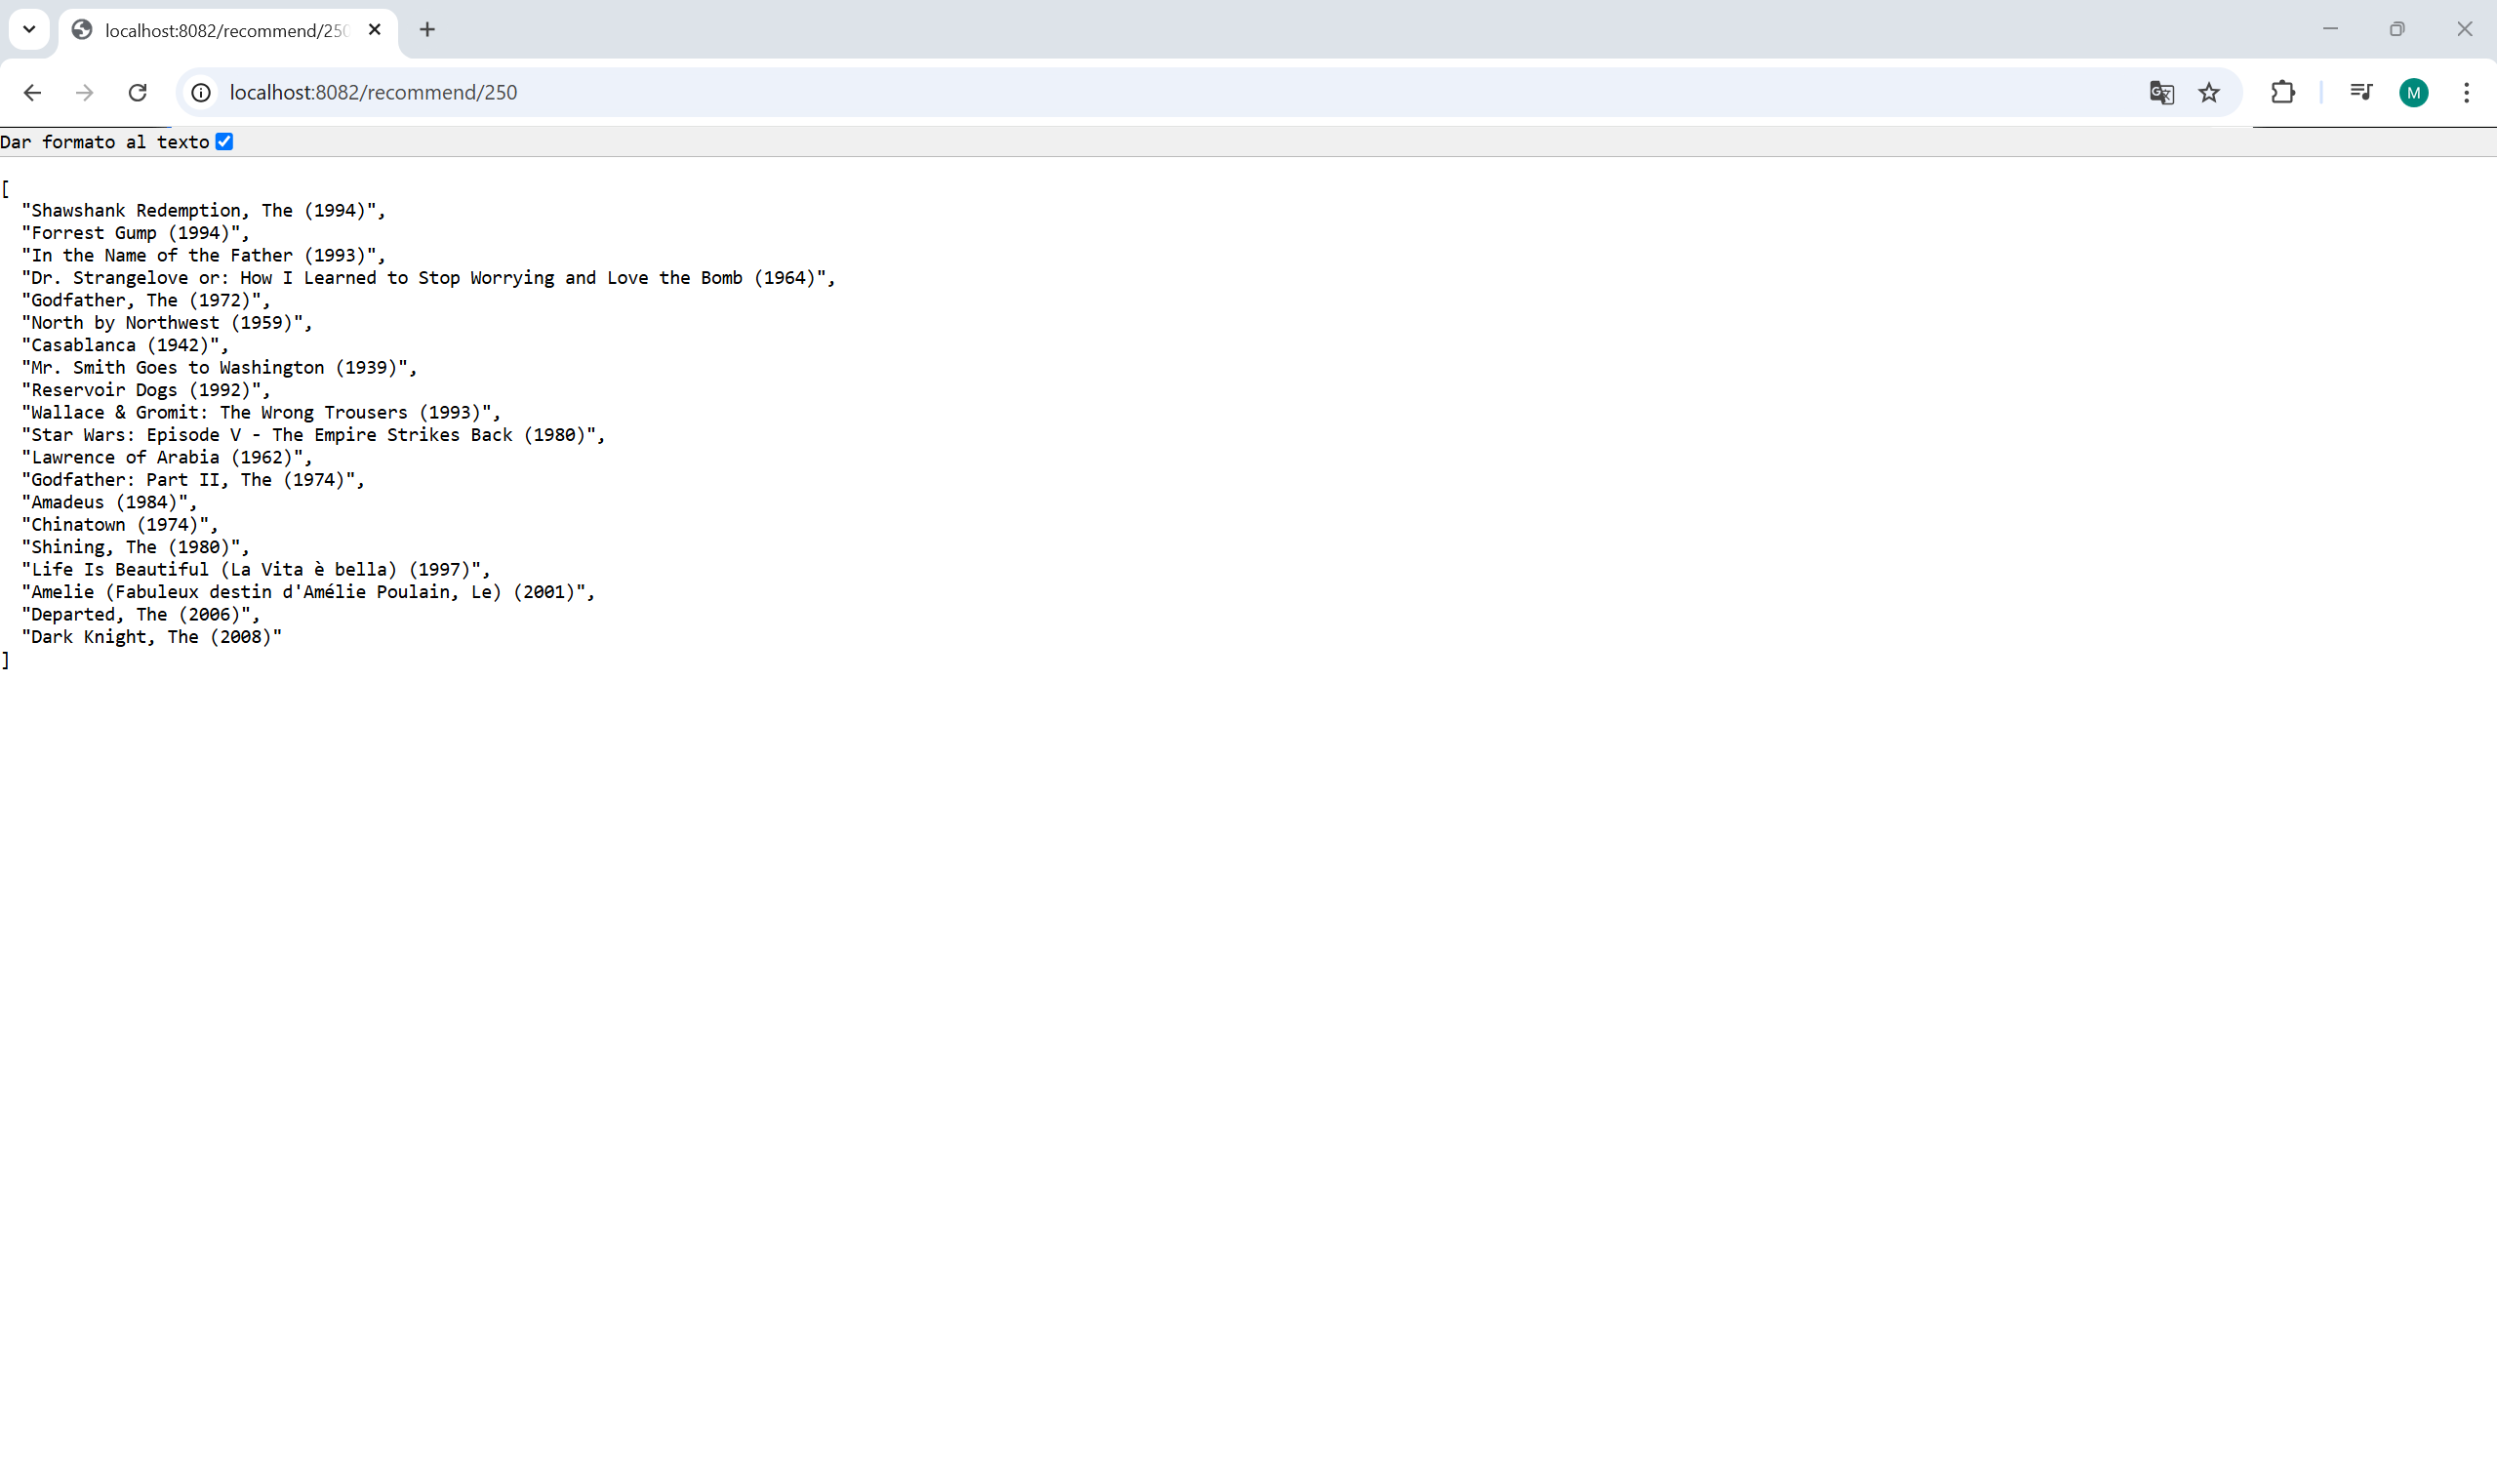 localhost:8082/recommend/250
localhost:8082/recommend/250
M
Dar formato al texto
[
"Shawshank Redemption, The (1994)",
"Forrest Gump (1994)",
"In the Name of the Father (1993)",
"Dr. Strangelove or: How I Learned to Stop Worrying and Love the Bomb (1964)",
"Godfather, The (1972)",
"North by Northwest (1959)",
"Casablanca (1942)",
"Mr. Smith Goes to Washington (1939)",
"Reservoir Dogs (1992)",
"Wallace & Gromit: The Wrong Trousers (1993)",
"Star Wars: Episode V - The Empire Strikes Back (1980)",
"Lawrence of Arabia (1962)",
"Godfather: Part II, The (1974)",
"Amadeus (1984)",
"Chinatown (1974)",
"Shining, The (1980)",
"Life Is Beautiful (La Vita è bella) (1997)",
"Amelie (Fabuleux destin d'Amélie Poulain, Le) (2001)",
"Departed, The (2006)",
"Dark Knight, The (2008)"
]